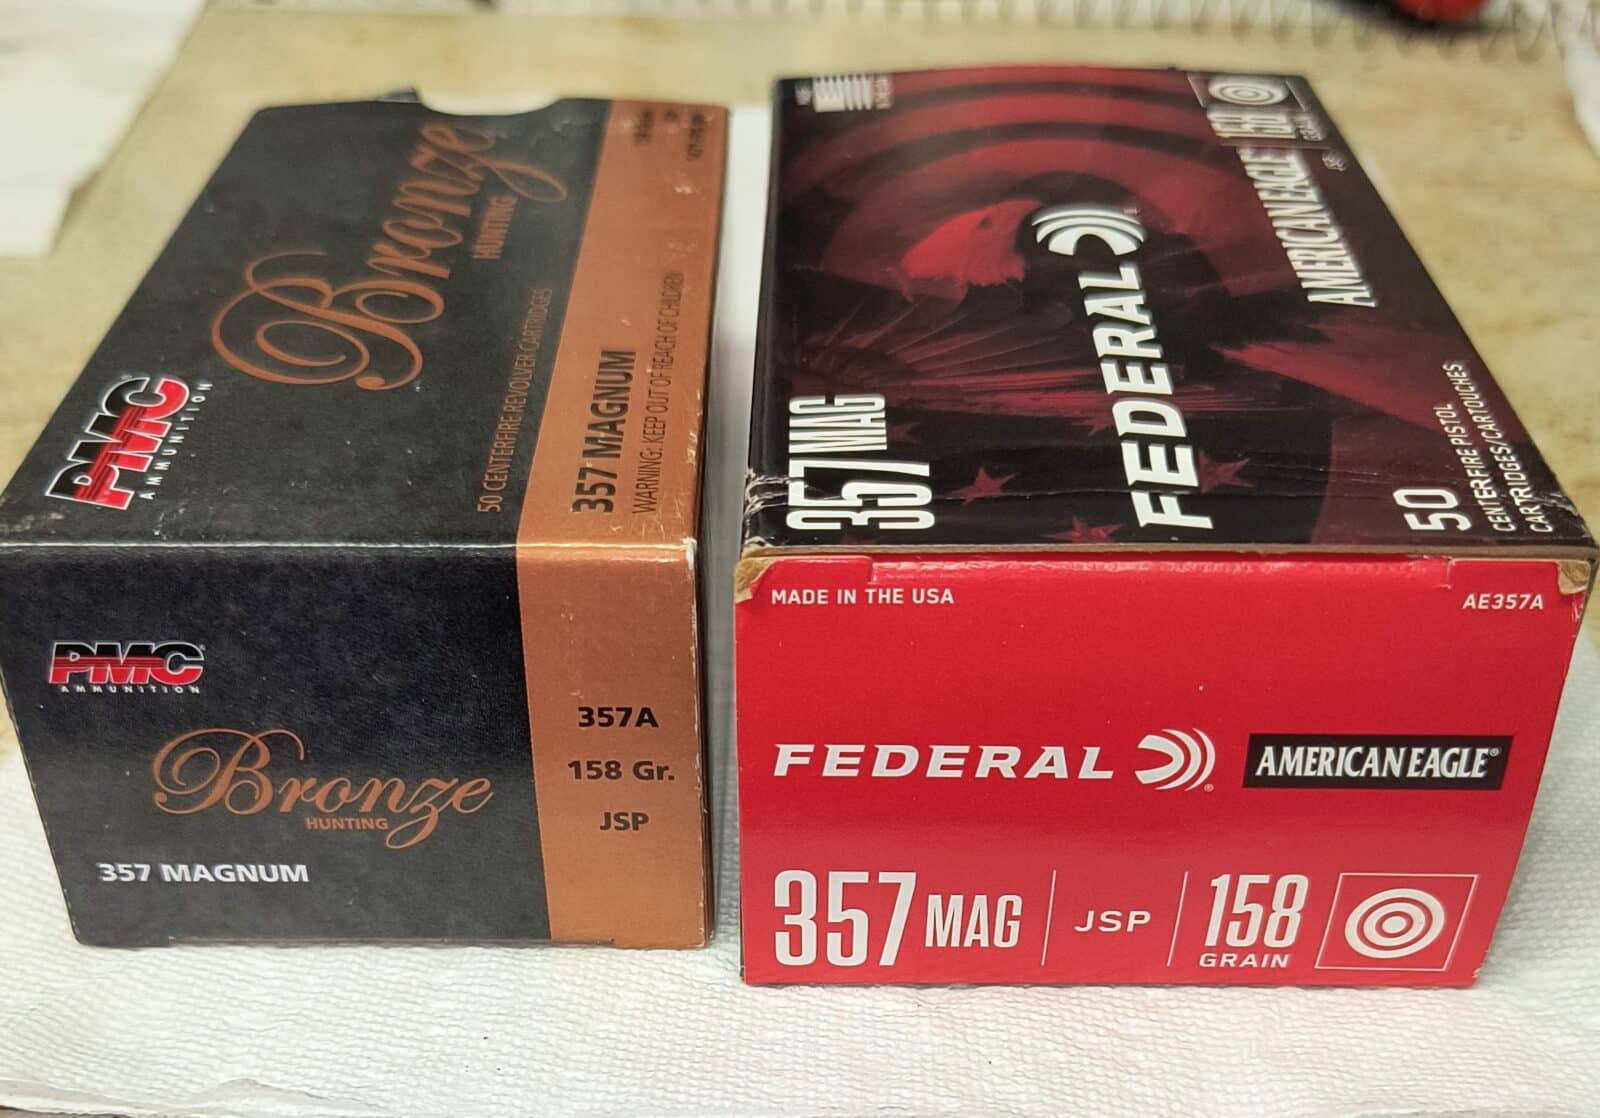 Bronze
HUNTING
PMC
AMMUNITION
50 CENTERFIRE REVOLVER CARTRIDGES
357 MAGNUM
WARNING: KEEP OUT OF REACH OF CHILDREN
PMC
AMMUNITION
Bronze
HUNTING
357 MAGNUM
357A
158 Gr.
JSP
357 MAG
FEDERAL
AMERICAN EAGLE
158
GRAIN
50
CENTERFIRE PISTOL
CARTRIDGES/CARTOUCHES
MADE IN THE USA
AE357A
FEDERAL
AMERICAN EAGLE®
357 MAG
JSP
158
GRAIN